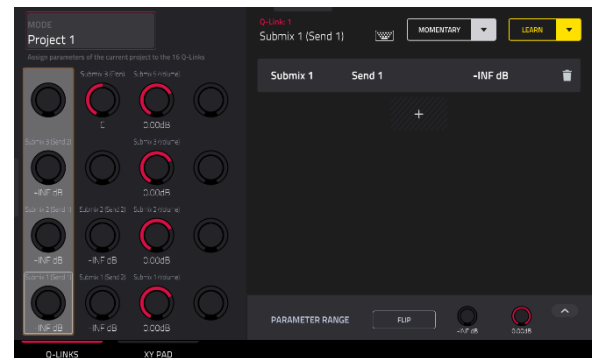 MODE
Project 1
Assign parameters of the current project to the 16 Q-Links
Submix 3 (Volume)
0.00dB
Submix 3 (Send 2)
-INF dB
0.00dB
Submix 2 (Send 1) Submix 2 (Send 2) Submix 2 (Volume)
-INF dB -INF dB 0.00dB
Submix 1 (Send 1) Submix 1 (Send 2) Submix 1 (Volume)
-INF dB -INF dB 0.00dB
Q-LINKS XY PAD
Q-Link: 1
Submix 1 (Send 1)
MOMENTARY
LEARN
Submix 1 Send 1 -INF dB
+
PARAMETER RANGE
FLIP
-INF dB
0.00dB